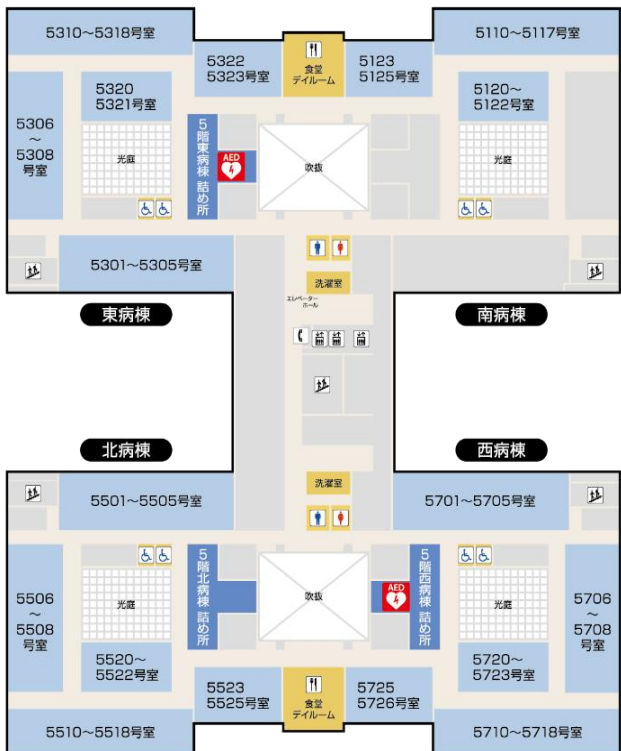 5310～5318号室
5322
5323号室
食堂
デイルーム
5123
5125号室
5110～5117号室
5306
～
5308
号室
5320
5321号室
光庭
5階東病棟 詰め所
AED
吹抜
5120～
5122号室
光庭
5301～5305号室
洗濯室
エレベーター
ホール
東病棟
南病棟
北病棟
西病棟
5501～5505号室
洗濯室
5701～5705号室
5506
～
5508
号室
光庭
5階北病棟 詰め所
吹抜
AED
5階西病棟 詰め所
光庭
5706
～
5708
号室
5520～
5522号室
5523
5525号室
食堂
デイルーム
5725
5726号室
5720～
5723号室
5510～5518号室
5710～5718号室